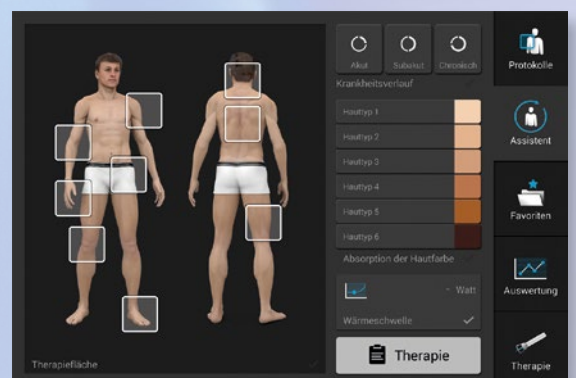 Akut
Subakut
Chronisch
Krankheitsverlauf
Hauttyp 1
Hauttyp 2
Hauttyp 3
Hauttyp 4
Hauttyp 5
Hauttyp 6
Absorption der Hautfarbe
- Watt
Wärmeschwelle
Therapie
Therapiefläche
Protokolle
Assistent
Favoriten
Auswertung
Therapie